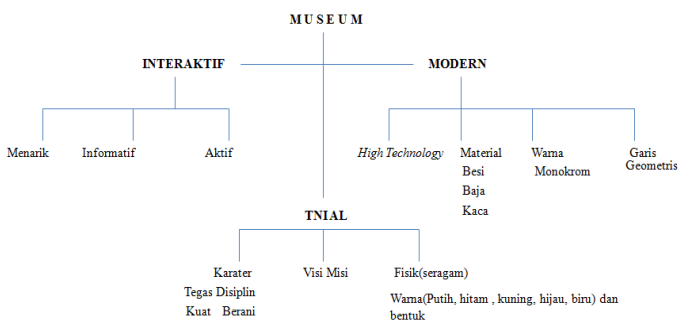 MUSEUM
INTERAKTIF
MODERN
Menarik
Informatif
Aktif
High Technology
Material
Besi
Baja
Kaca
Warna
Monokrom
Garis
Geometris
TNIAL
Karater
Tegas Disiplin
Kuat Berani
Visi Misi
Fisik(seragam)
Warna(Putih, hitam , kuning, hijau, biru) dan
bentuk